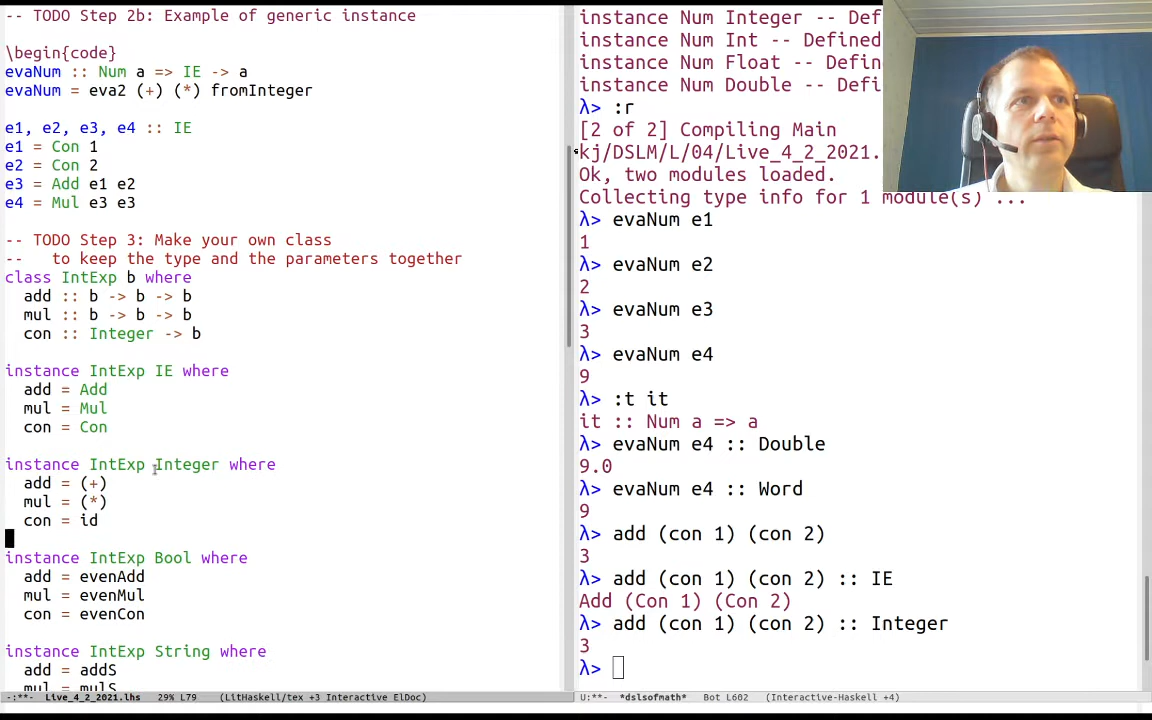 -- TODO Step 2b: Example of generic instance
\begin{code}
evaNum :: Num a => IE -> a
evaNum = eva2 (+) (*) fromInteger
e1, e2, e3, e4 :: IE
e1 = Con 1
e2 = Con 2
e3 = Add e1 e2
e4 = Mul e3 e3
-- TODO Step 3: Make your own class
--   to keep the type and the parameters together
class IntExp b where
  add :: b -> b -> b
  mul :: b -> b -> b
  con :: Integer -> b
instance IntExp IE where
  add = Add
  mul = Mul
  con = Con
instance IntExp Integer where
  add = (+)
  mul = (*)
  con = id
instance IntExp Bool where
  add = evenAdd
  mul = evenMul
  con = evenCon
instance IntExp String where
  add = addS
  mul = mulS
-:**-  Live_4_2_2021.lhs   29% L79    (LitHaskell/tex +3 Interactive ElDoc)
instance Num Integer -- Def
instance Num Int -- Defined
instance Num Float -- Defin
instance Num Double -- Defi
λ> :r
[2 of 2] Compiling Main
kj/DSLM/L/04/Live_4_2_2021.
Ok, two modules loaded.
Collecting type info for 1 module(s) ...
λ> evaNum e1
1
λ> evaNum e2
2
λ> evaNum e3
3
λ> evaNum e4
9
λ> :t it
it :: Num a => a
λ> evaNum e4 :: Double
9.0
λ> evaNum e4 :: Word
9
λ> add (con 1) (con 2)
3
λ> add (con 1) (con 2) :: IE
Add (Con 1) (Con 2)
λ> add (con 1) (con 2) :: Integer
3
λ>
U:**-  *dslsofmath*   Bot L602   (Interactive-Haskell +4)